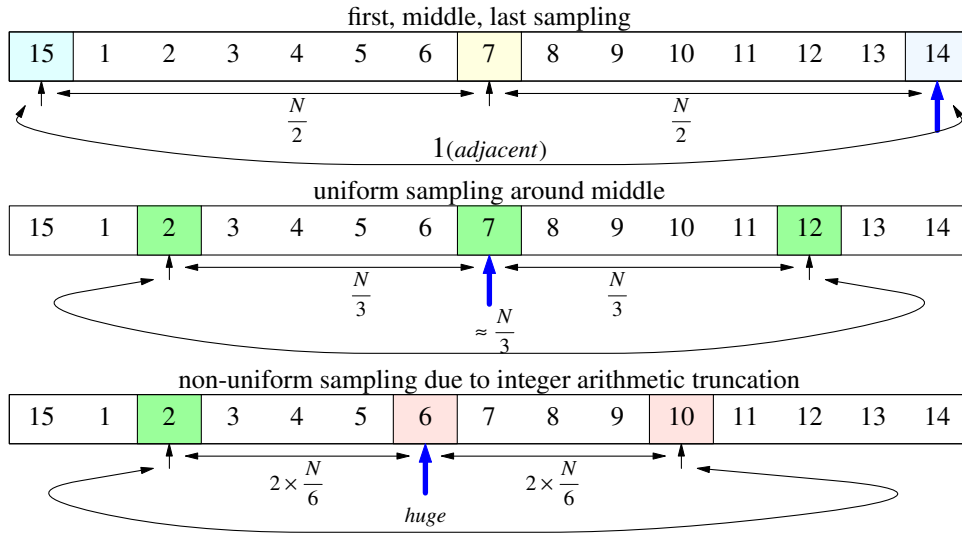 first, middle, last sampling
15 1 2 3 4 5 6 7 8 9 10 11 12 13 14
N/2 N/2
1(adjacent)
uniform sampling around middle
15 1 2 3 4 5 6 7 8 9 10 11 12 13 14
N/3 N/3
≈ N/3
non-uniform sampling due to integer arithmetic truncation
15 1 2 3 4 5 6 7 8 9 10 11 12 13 14
2 × N/6 2 × N/6
huge